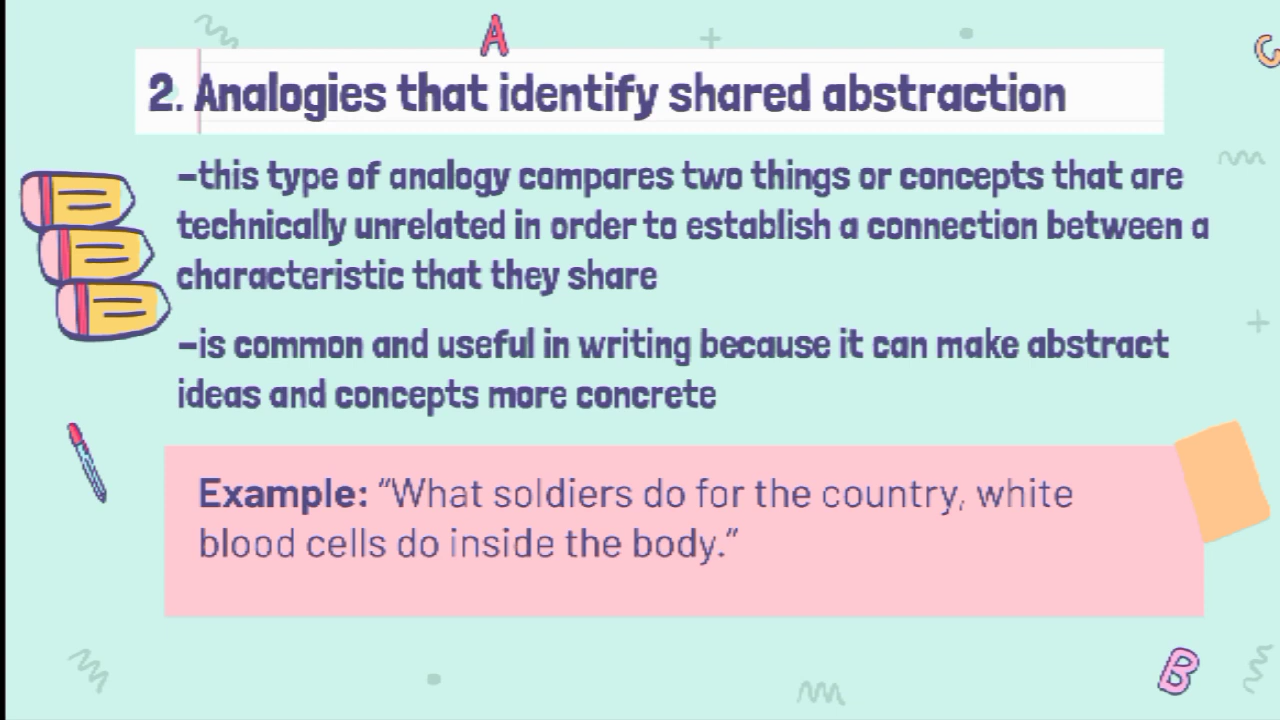 A
C
2. Analogies that identify shared abstraction
-this type of analogy compares two things or concepts that are
technically unrelated in order to establish a connection between a
characteristic that they share
-is common and useful in writing because it can make abstract
ideas and concepts more concrete
Example: “What soldiers do for the country, white
blood cells do inside the body.”
B